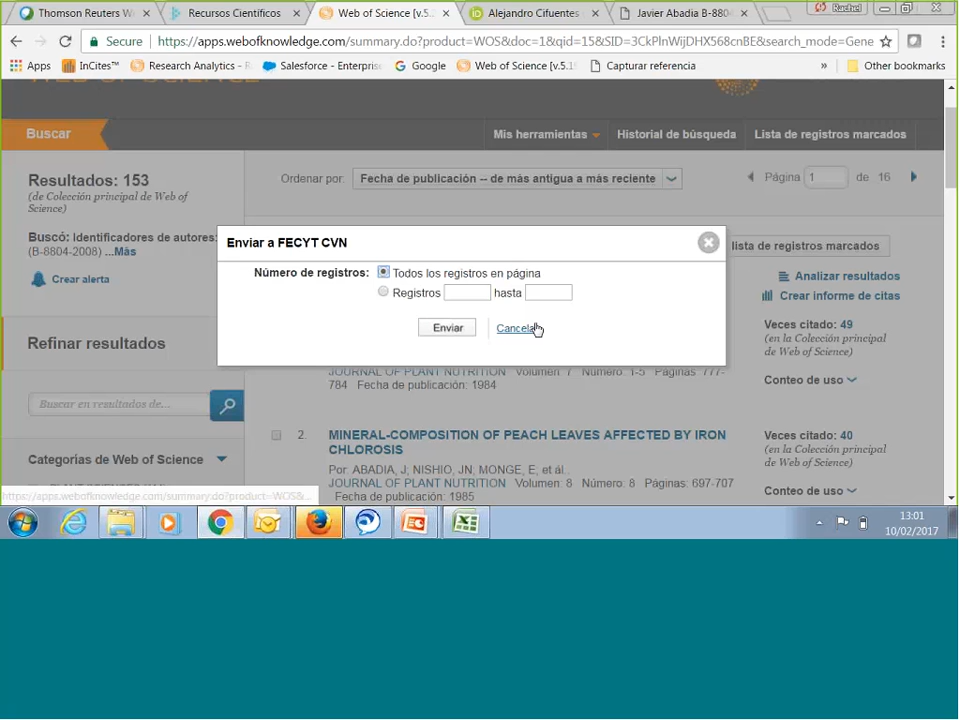 Thomson Reuters W
Recursos Científicos
Web of Science [v.5.
Alejandro Cifuentes
Javier Abadia B-880
Rachel
Secure
https://apps.webofknowledge.com/summary.do?product=WOS&doc=1&qid=15&SID=3CkPlnWijDHX568cnBE&search_mode=Gene
Apps
InCites™
Research Analytics -
Salesforce - Enterpris
Google
Web of Science [v.5.1
Capturar referencia
»
Other bookmarks
Buscar
Mis herramientas
Historial de búsqueda
Lista de registros marcados
Resultados: 153
(de Colección principal de Web of
Science)
Ordenar por:
Fecha de publicación -- de más antigua a más reciente
Página 1 de 16
Buscó: Identificadores de autores:
(B-8804-2008) ...Más
Crear alerta
Enviar a FECYT CVN
Número de registros:
Todos los registros en página
Registros
hasta
Enviar
Cancela
lista de registros marcados
Analizar resultados
Crear informe de citas
Refinar resultados
Buscar en resultados de...
Categorías de Web of Science
Veces citado: 49
(en la Colección principal
de Web of Science)
Conteo de uso
JOURNAL OF PLANT NUTRITION Volumen: 7 Número: 1-5 Páginas: 777-
784 Fecha de publicación: 1984
2.
MINERAL-COMPOSITION OF PEACH LEAVES AFFECTED BY IRON
CHLOROSIS
Por: ABADIA, J; NISHIO, JN; MONGE, E; et ál..
JOURNAL OF PLANT NUTRITION Volumen: 8 Número: 8 Páginas: 697-707
Fecha de publicación: 1985
Veces citado: 40
(en la Colección principal
de Web of Science)
Conteo de uso
https://apps.webofknowledge.com/summary.do?product=WOS&...
13:01
10/02/2017